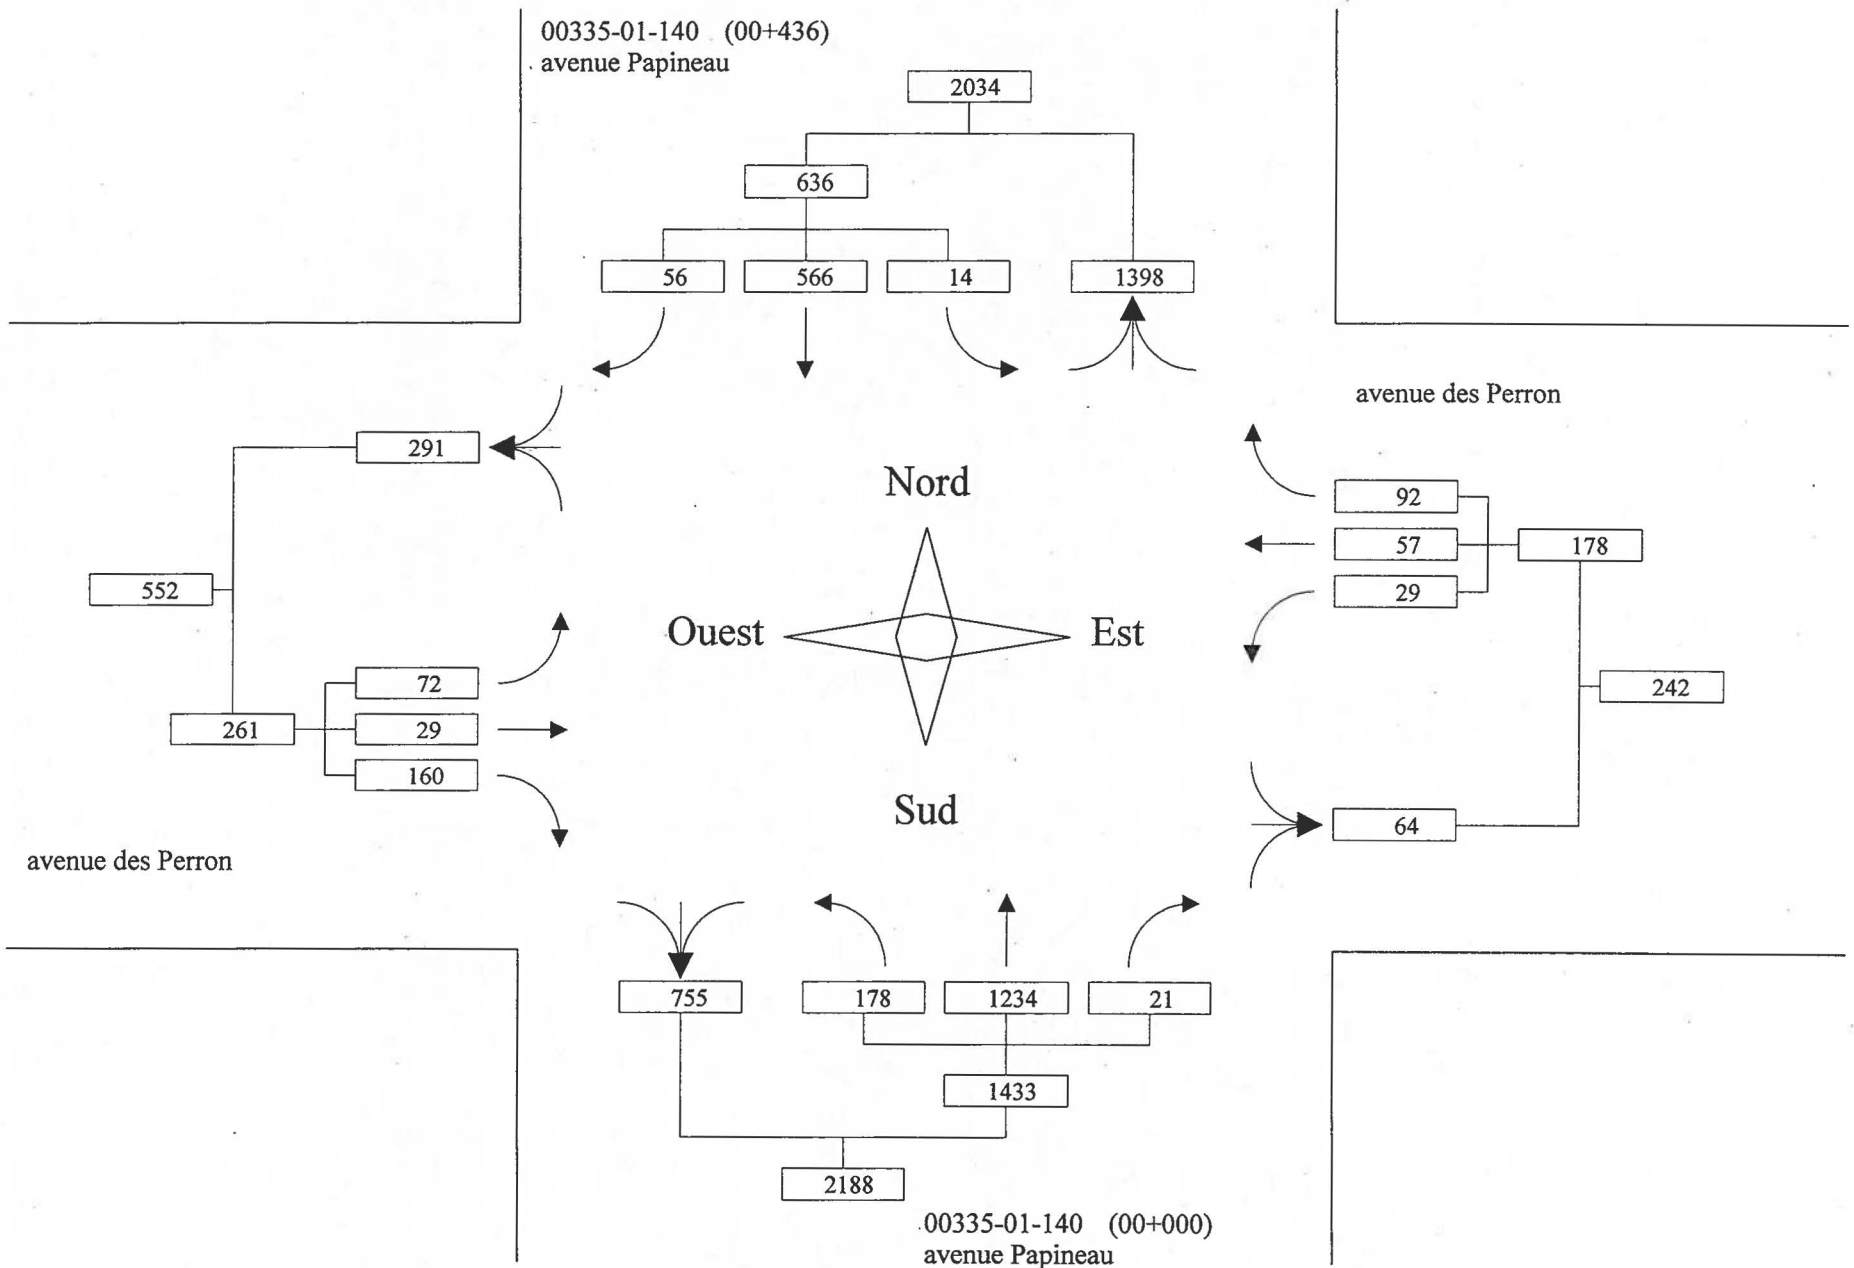 00335-01-140 (00+436)
avenue Papineau
2034
636
56 566 14 1398
avenue des Perron
291
Nord
92
57 178
29
552
Ouest Est
72
242
261 29
160
Sud
64
avenue des Perron
755 178 1234 21
1433
2188
00335-01-140 (00+000)
avenue Papineau